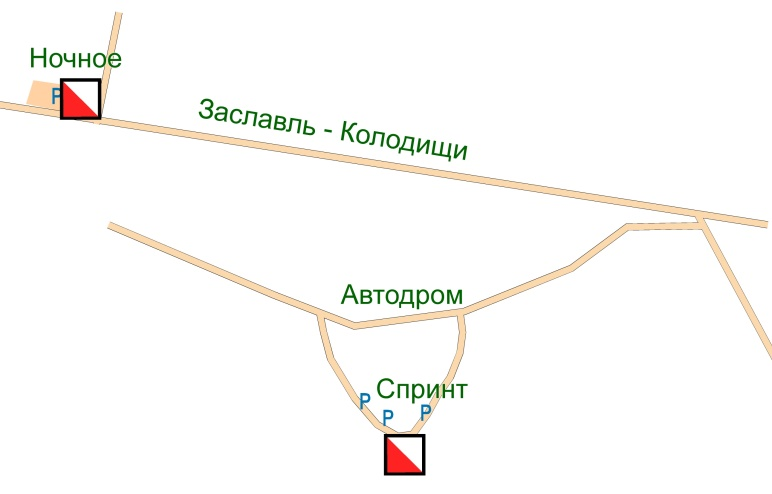 Ночное
P
Заславль - Колодищи
Автодром
Спринт
P
P
P